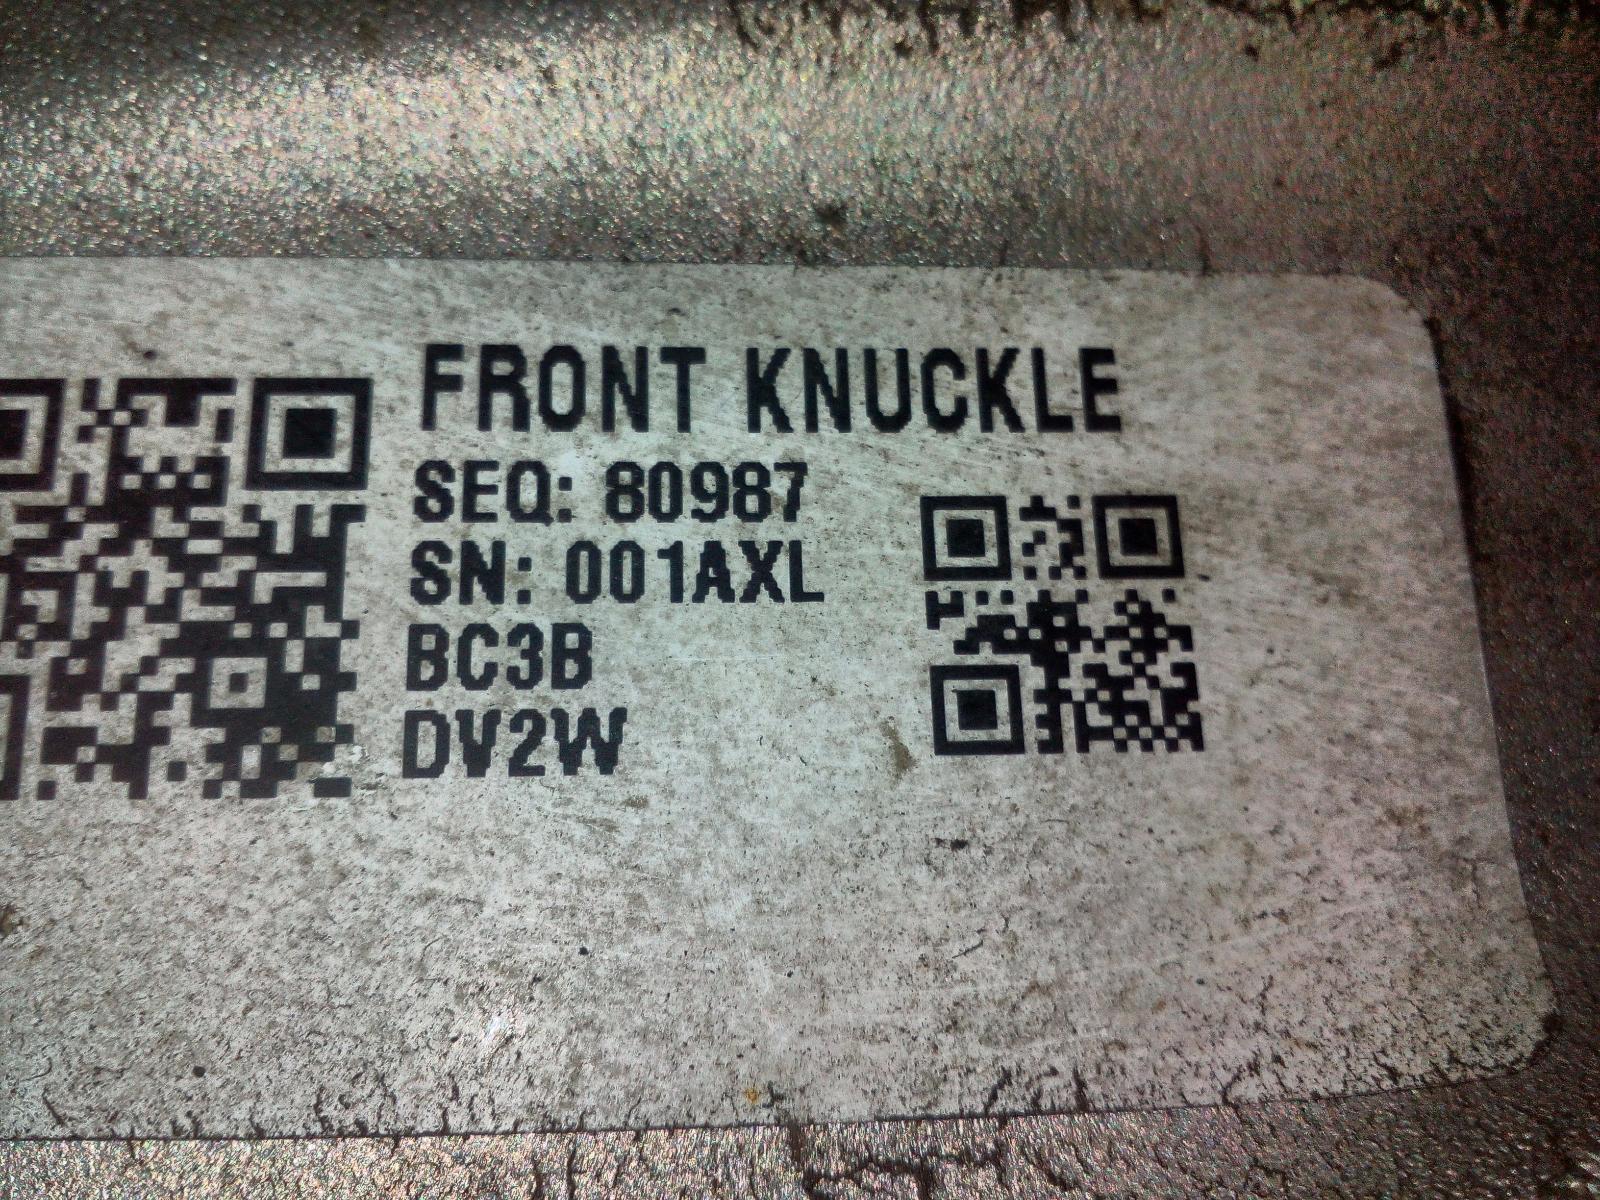 FRONT KNUCKLE
SEQ: 80987
SN: 001AXL
BC3B
DV2W